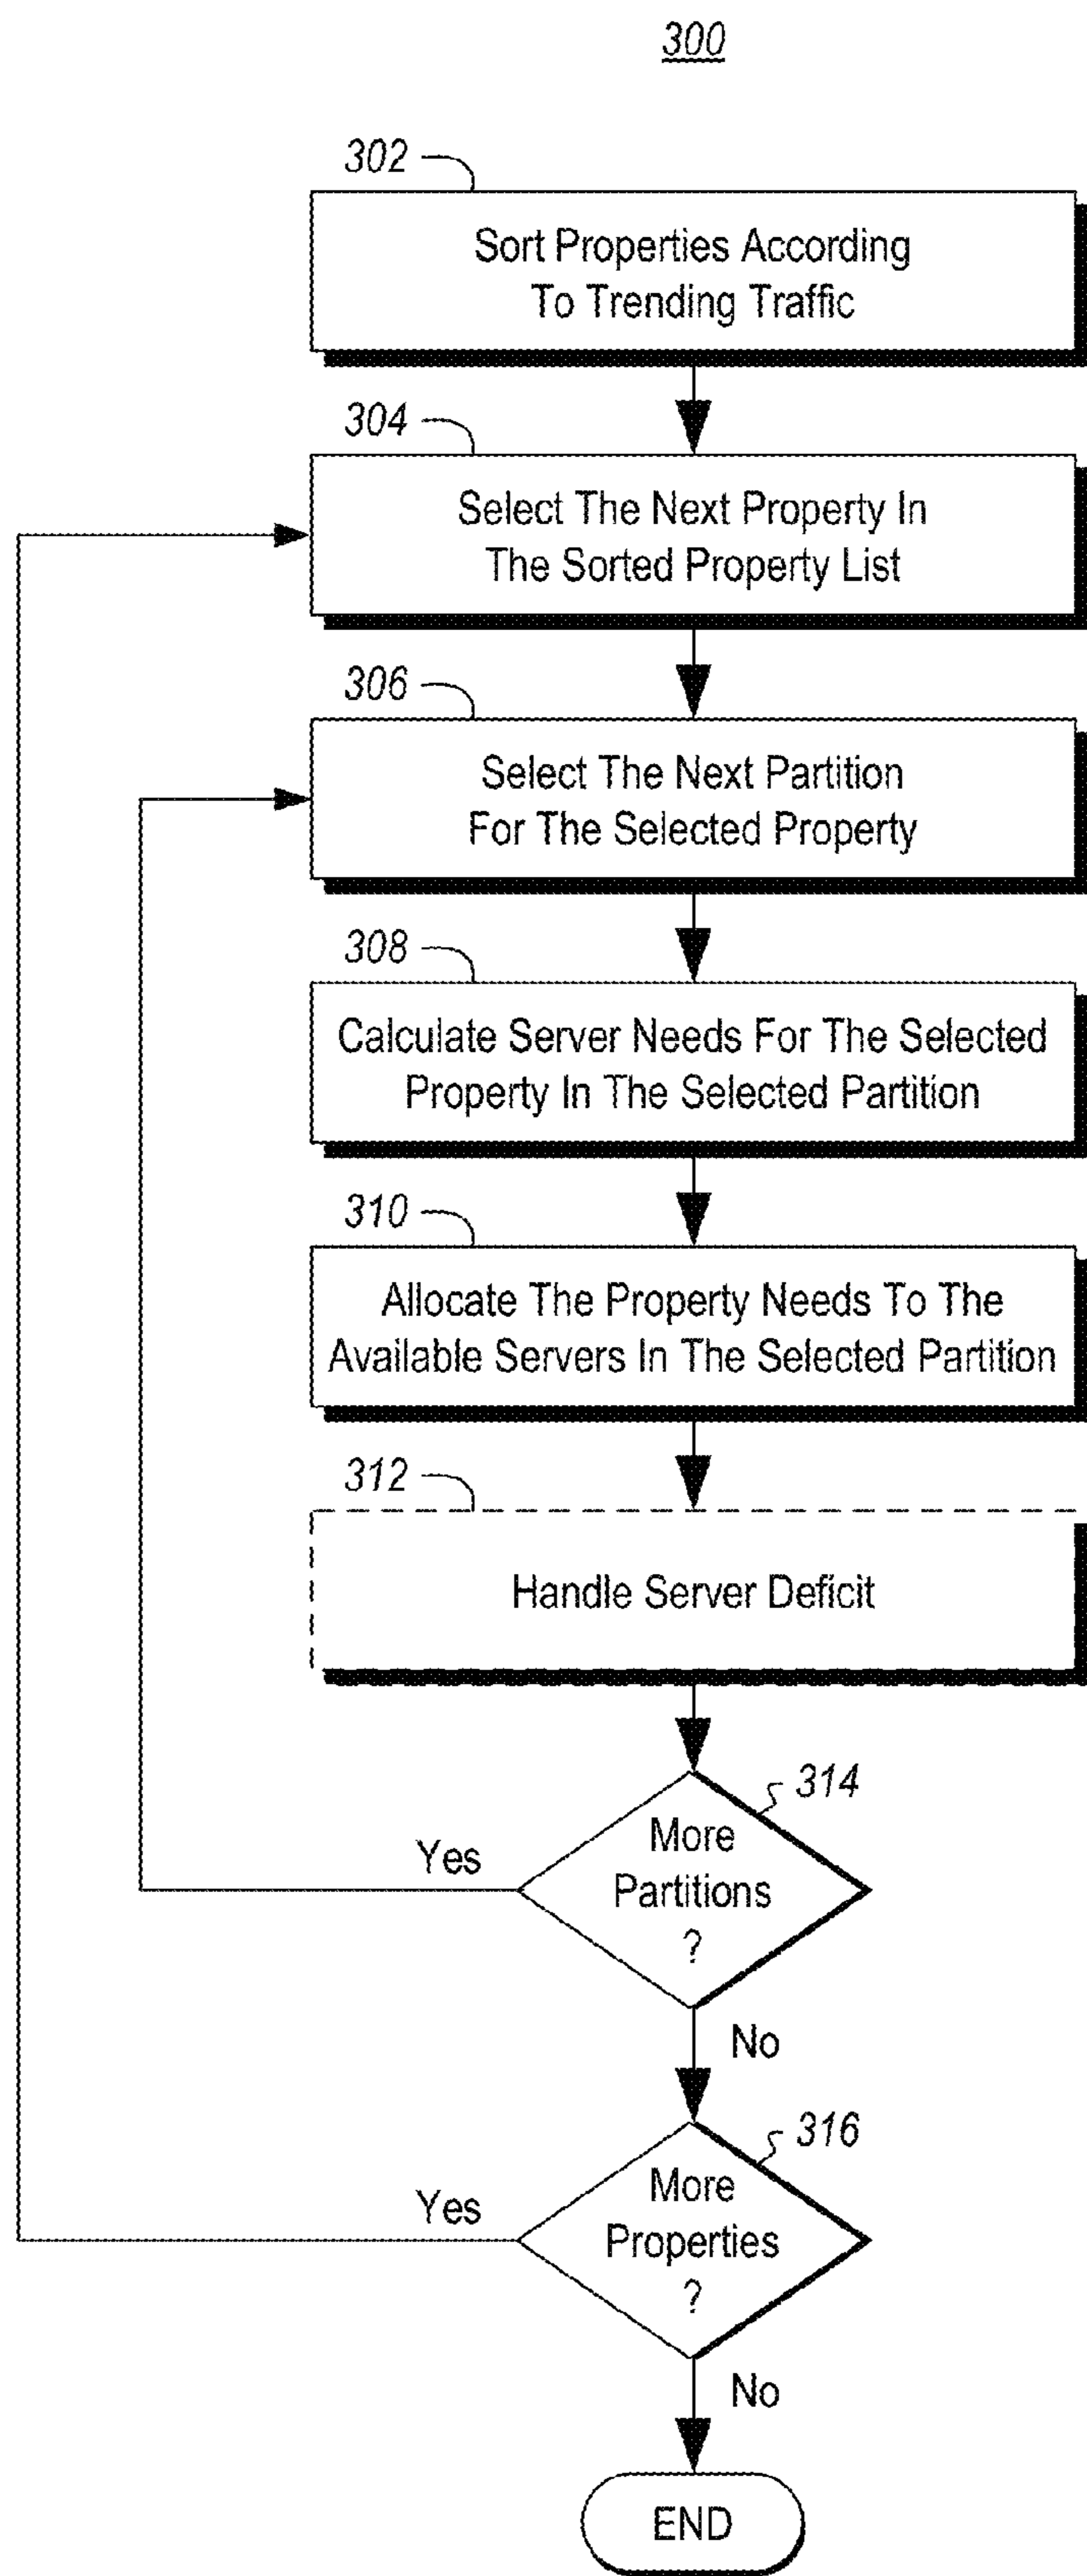 300
302
Sort Properties According
To Trending Traffic
304
Select The Next Property In
The Sorted Property List
306
Select The Next Partition
For The Selected Property
308
Calculate Server Needs For The Selected
Property In The Selected Partition
310
Allocate The Property Needs To The
Available Servers In The Selected Partition
312
Handle Server Deficit
314
More
Partitions
?
Yes
No
316
More
Properties
?
Yes
No
END